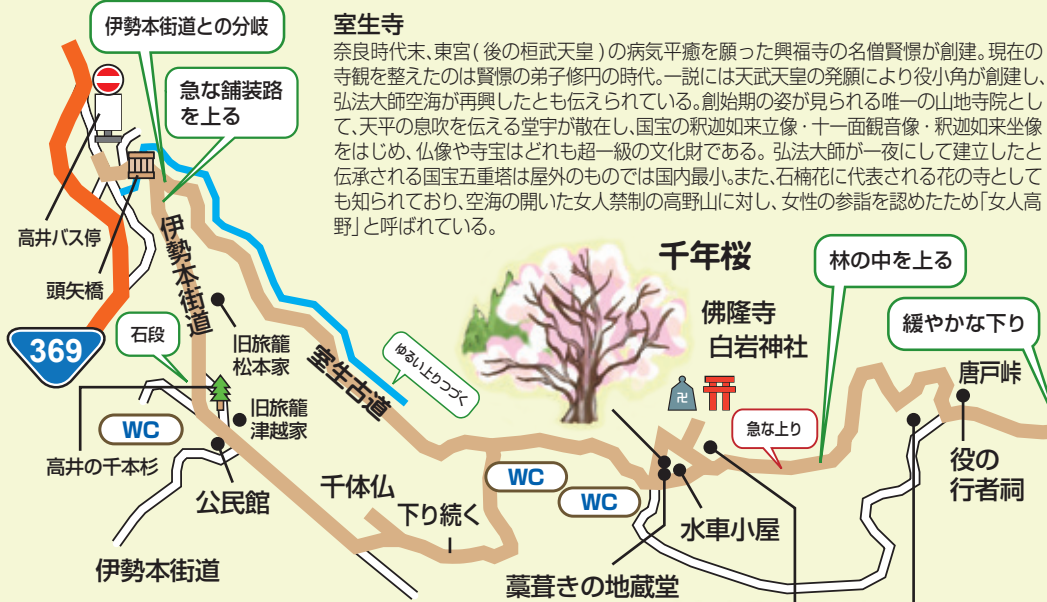 室生寺
奈良時代末、東宮(後の桓武天皇)の病気平癒を願った興福寺の名僧賢憬が創建。現在の
寺観を整えたのは賢憬の弟子修円の時代。一説には天武天皇の発願により役小角が創建し、
弘法大師空海が再興したとも伝えられている。創始期の姿が見られる唯一の山地寺院とし
て、天平の息吹を伝える堂宇が散在し、国宝の釈迦如来立像・十一面観音像・釈迦如来坐像
をはじめ、仏像や寺宝はどれも超一級の文化財である。弘法大師が一夜にして建立したと
伝承される国宝五重塔は屋外のものでは国内最小。また、石楠花に代表される花の寺として
も知られており、空海の開いた女人禁制の高野山に対し、女性の参詣を認めたため「女人高
野」と呼ばれている。
伊勢本街道との分岐
急な舗装路
を上る
高井バス停
頭矢橋
369
伊勢本街道
石段
旧旅籠
松本家
室生古道
ゆるい上りつづく
旧旅籠
津越家
WC
高井の千本杉
公民館
伊勢本街道
千体仏
下り続く
WC
WC
千年桜
佛隆寺
白岩神社
卍
林の中を上る
緩やかな下り
急な上り
唐戸峠
役の
行者祠
水車小屋
藁葺きの地蔵堂